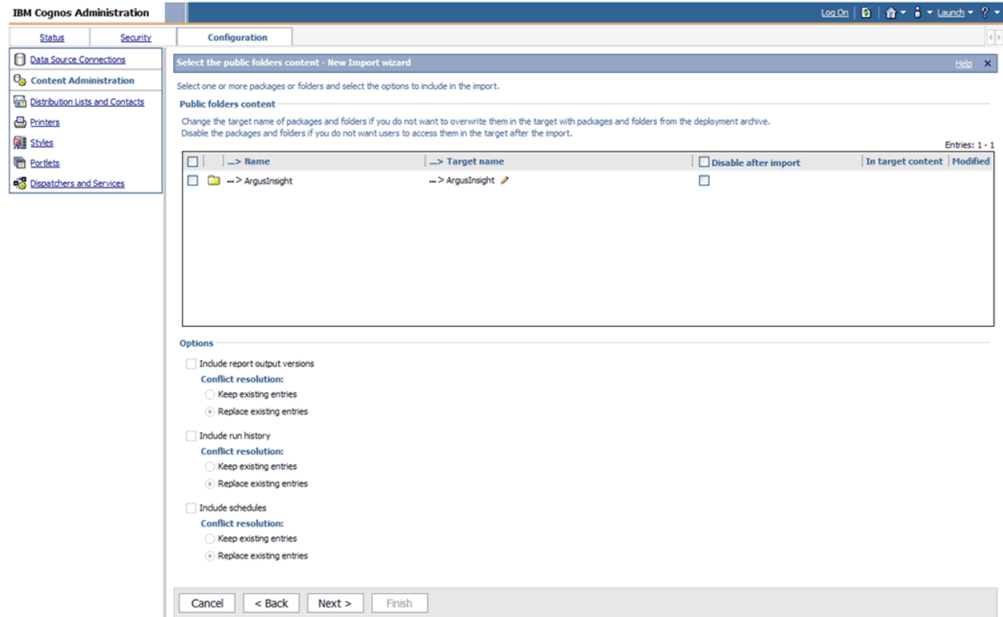 IBM Cognos Administration
Log On Launch ?
Status Security Configuration
Data Source Connections
Content Administration
Distribution Lists and Contacts
Printers
Styles
Portlets
Dispatchers and Services
Select the public folders content - New Import wizard Help X
Select one or more packages or folders and select the options to include in the import.
Public folders content
Change the target name of packages and folders if you do not want to overwrite them in the target with packages and folders from the deployment archive.
Disable the packages and folders if you do not want users to access them in the target after the import.
Entries: 1 - 1
...> Name ...> Target name Disable after import In target content Modified
...> ArgusInsight ...> ArgusInsight
Options
Include report output versions
Conflict resolution:
Keep existing entries
Replace existing entries
Include run history
Conflict resolution:
Keep existing entries
Replace existing entries
Include schedules
Conflict resolution:
Keep existing entries
Replace existing entries
Cancel < Back Next > Finish